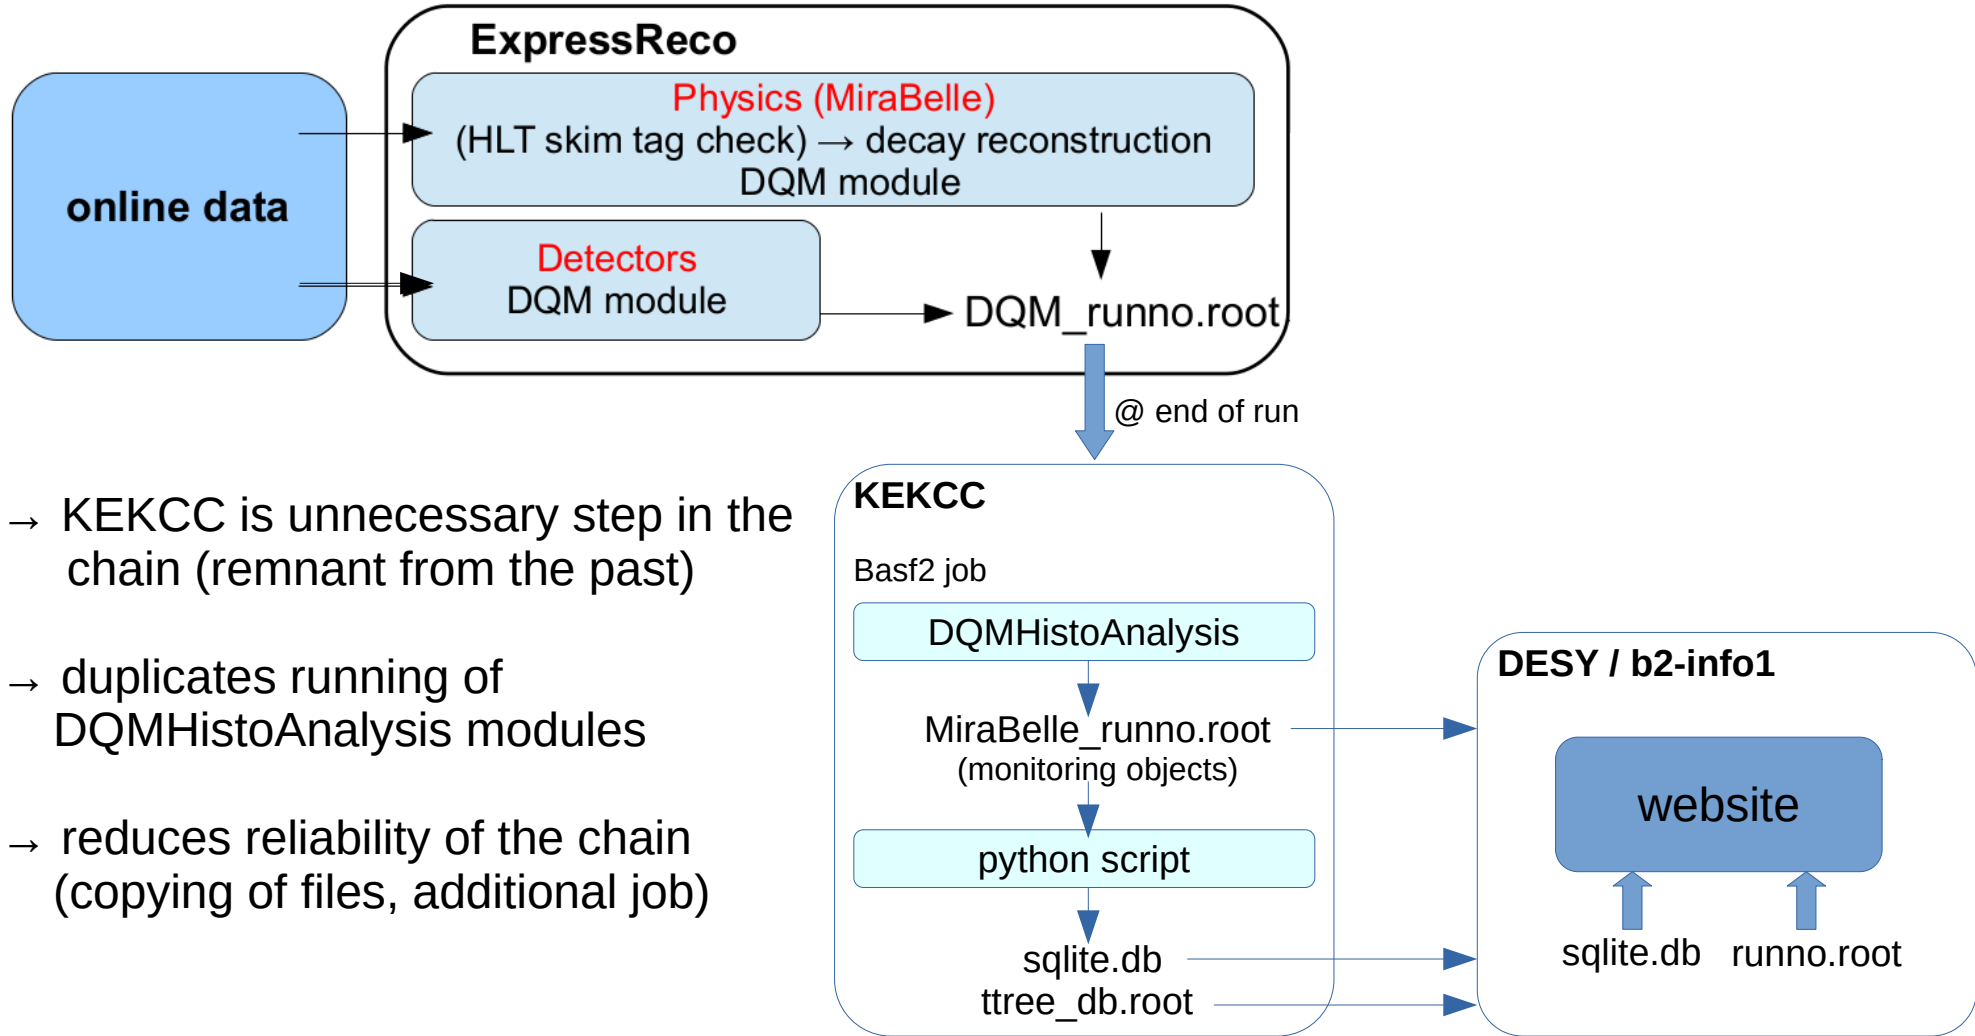 ExpressReco
online data
Physics (MiraBelle)
(HLT skim tag check) → decay reconstruction
DQM module
Detectors
DQM module
DQM_runno.root
@ end of run
→ KEKCC is unnecessary step in the
chain (remnant from the past)
→ duplicates running of
DQMHistoAnalysis modules
→ reduces reliability of the chain
(copying of files, additional job)
KEKCC
Basf2 job
DQMHistoAnalysis
MiraBelle_runno.root
(monitoring objects)
python script
sqlite.db
ttree_db.root
DESY / b2-info1
website
sqlite.db
runno.root